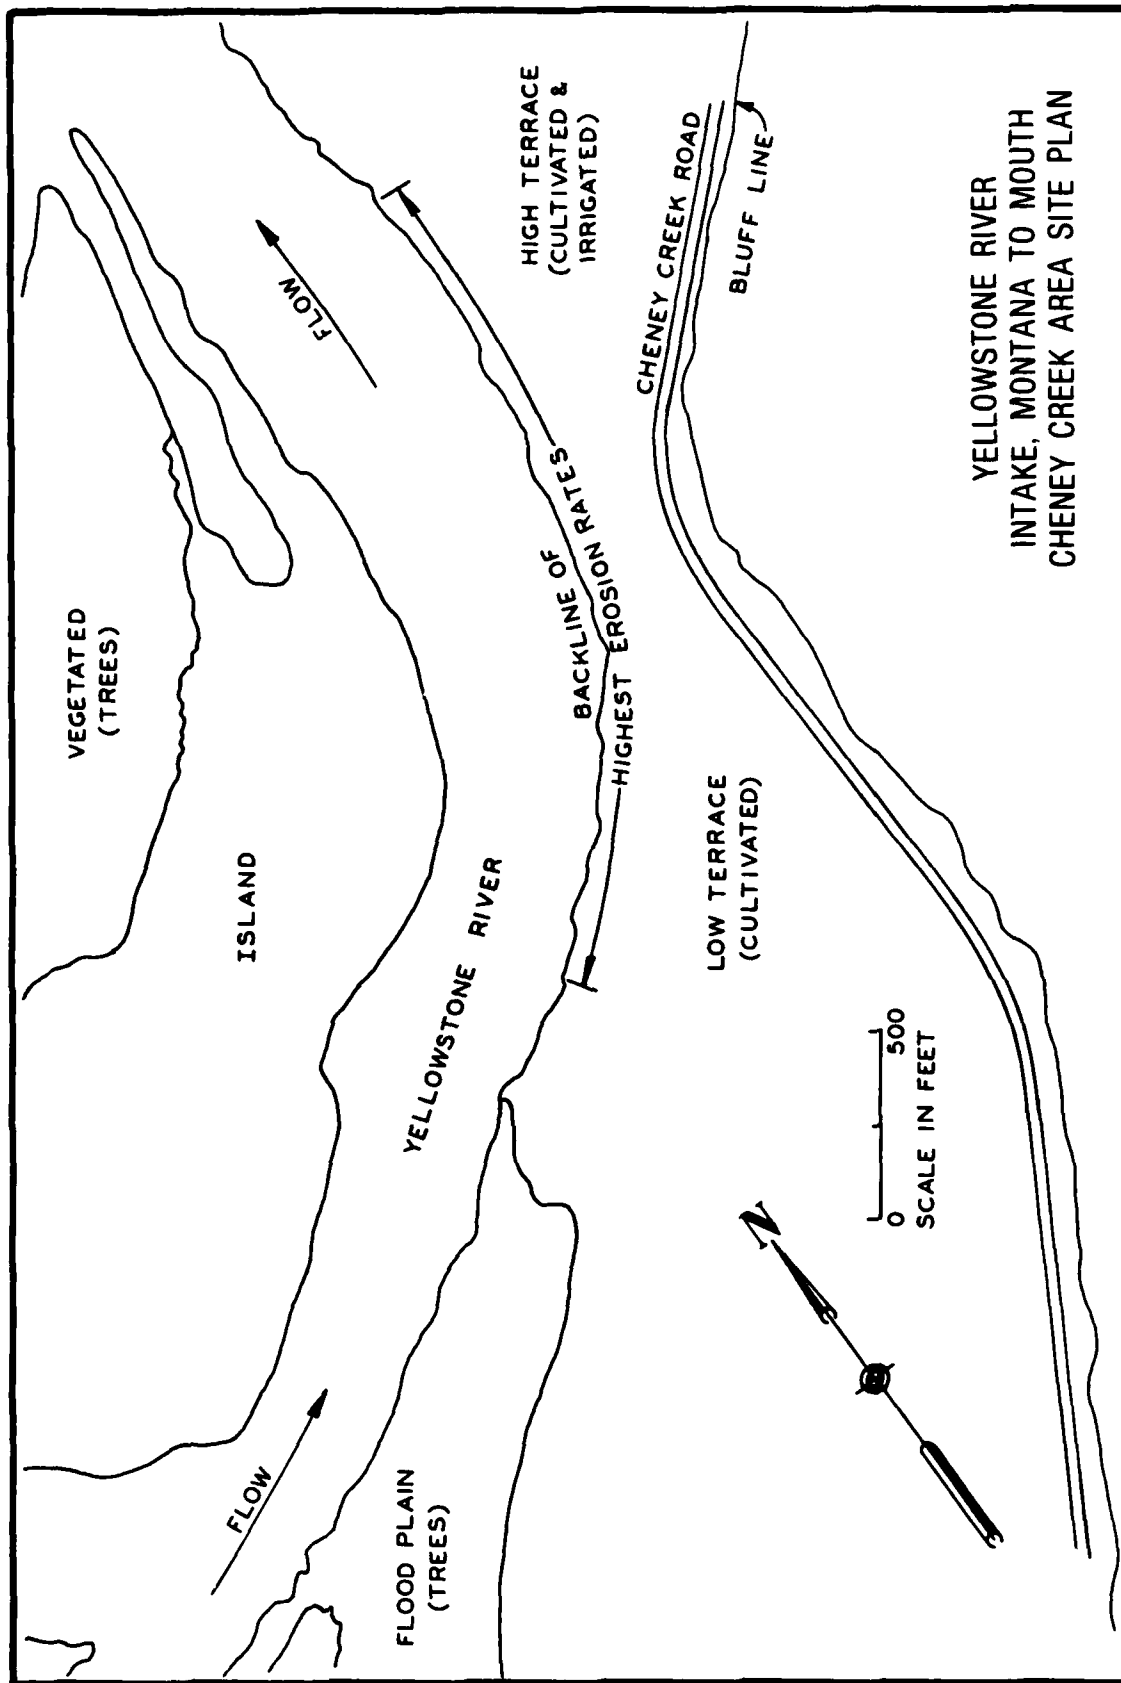 VEGETATED
(TREES)
ISLAND
FLOW
FLOW
YELLOWSTONE RIVER
FLOOD PLAIN
(TREES)
BACKLINE OF
HIGHEST EROSION RATES
HIGH TERRACE
(CULTIVATED &
IRRIGATED)
LOW TERRACE
(CULTIVATED)
CHENEY CREEK ROAD
BLUFF LINE
N
0 500
SCALE IN FEET
YELLOWSTONE RIVER
INTAKE, MONTANA TO MOUTH
CHENEY CREEK AREA SITE PLAN